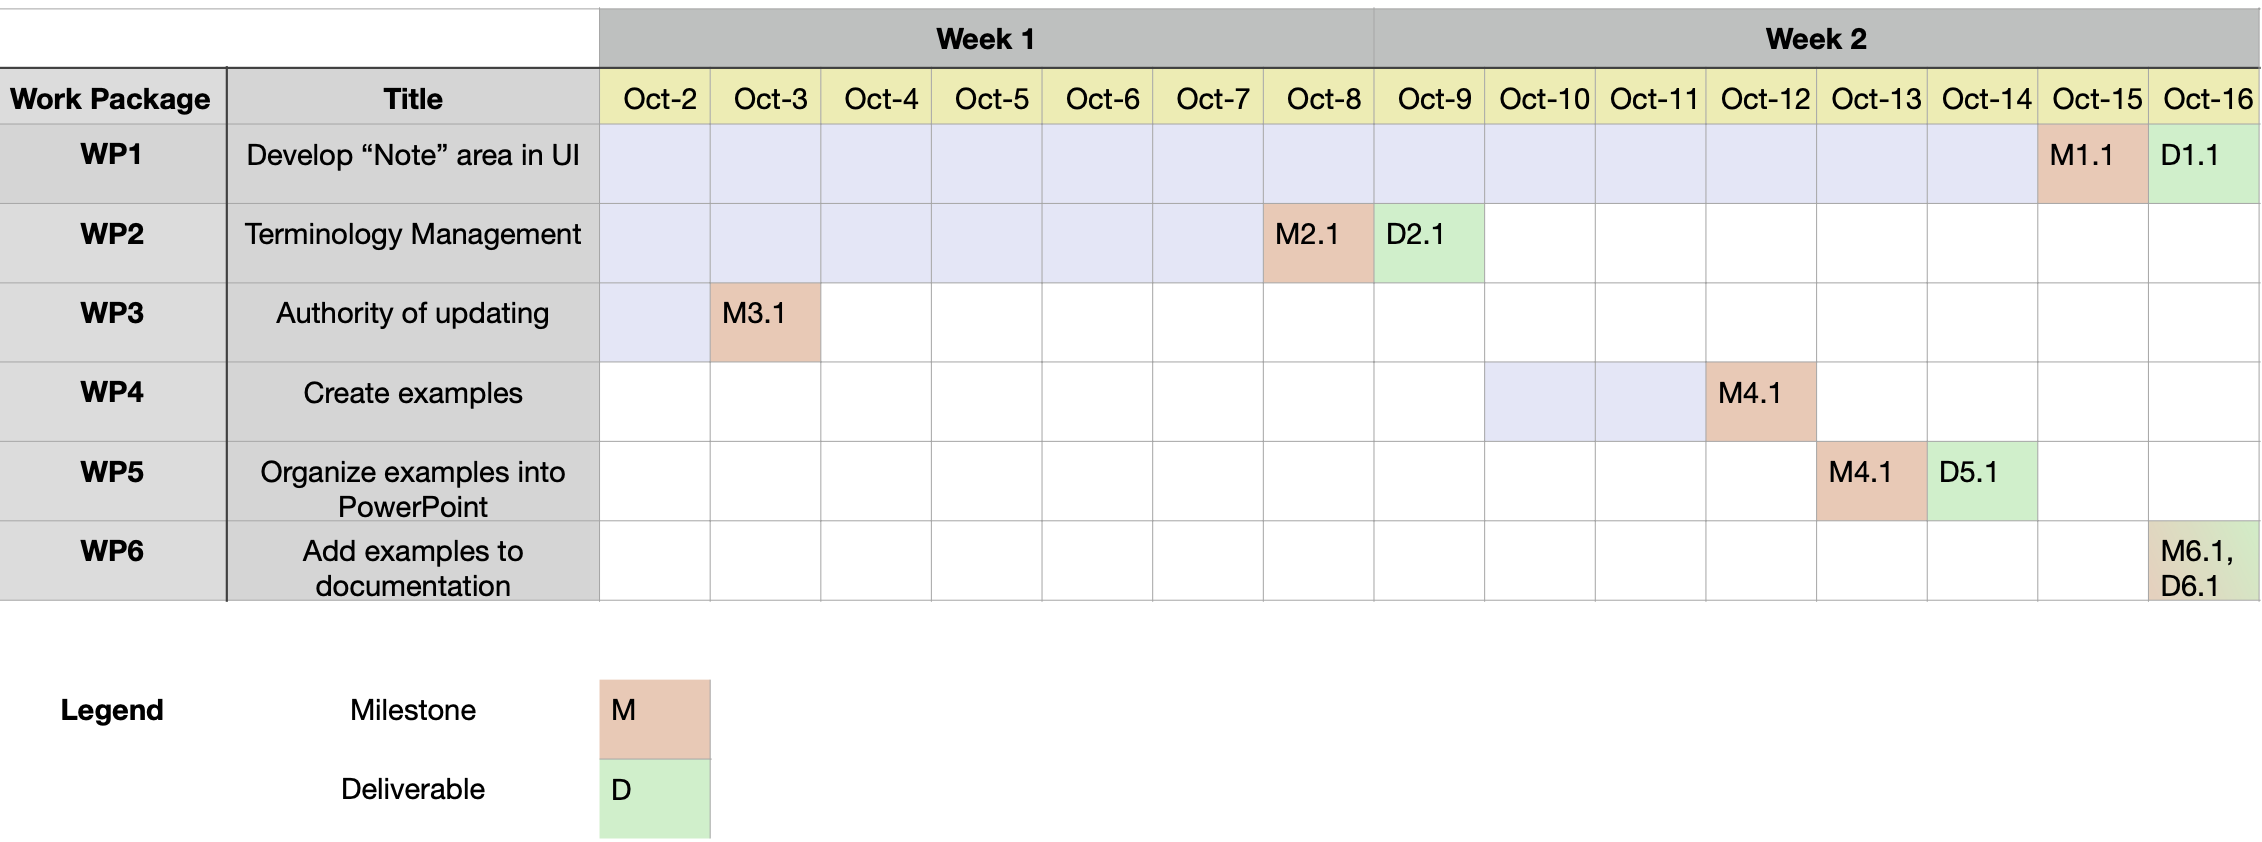 Week 1 Week 2
Work Package Title Oct-2 Oct-3 Oct-4 Oct-5 Oct-6 Oct-7 Oct-8 Oct-9 Oct-10 Oct-11 Oct-12 Oct-13 Oct-14 Oct-15 Oct-16
WP1 Develop “Note” area in UI M1.1 D1.1
WP2 Terminology Management M2.1 D2.1
WP3 Authority of updating M3.1
WP4 Create examples M4.1
WP5 Organize examples into M4.1 D5.1
PowerPoint
WP6 Add examples to M6.1,
documentation D6.1
Legend Milestone M
Deliverable D